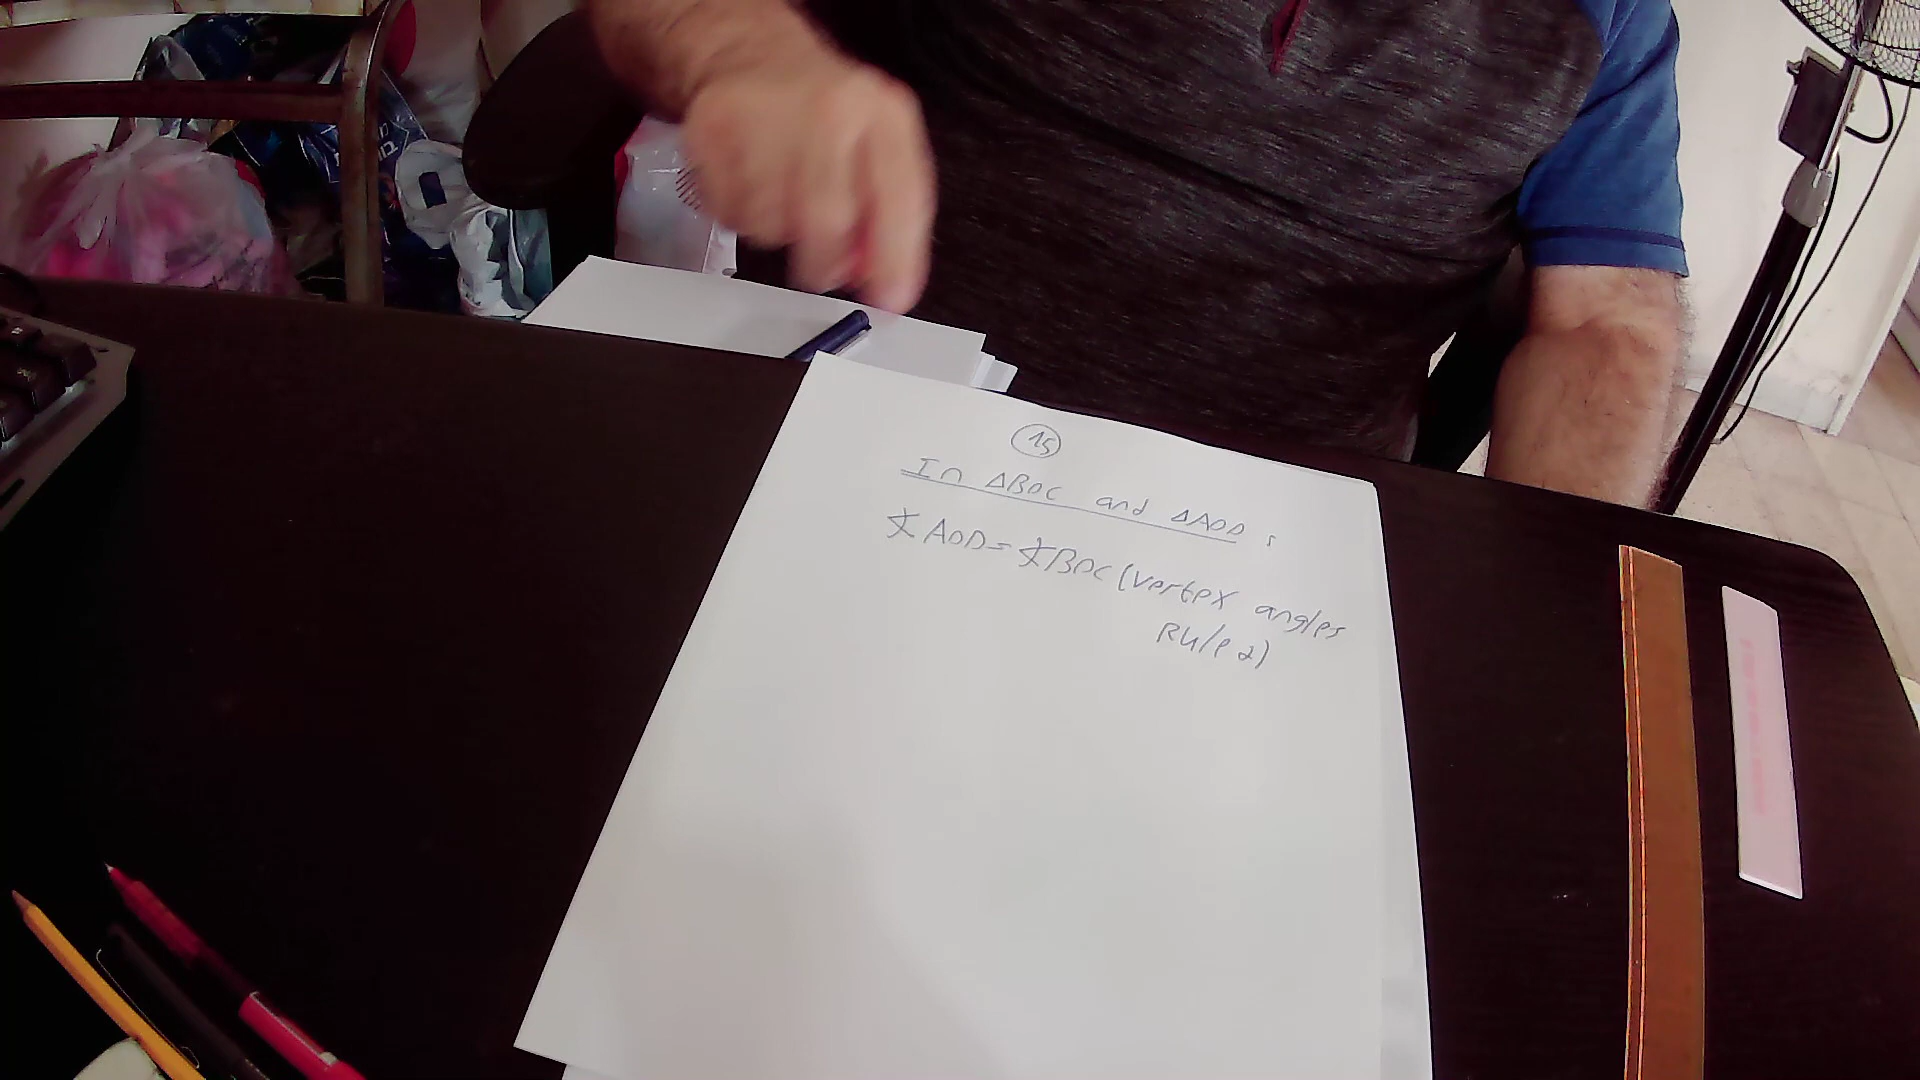 15
In ΔBOC and ΔAOD :
∢AOD = ∢BOC (vertex angles
Rule 2)